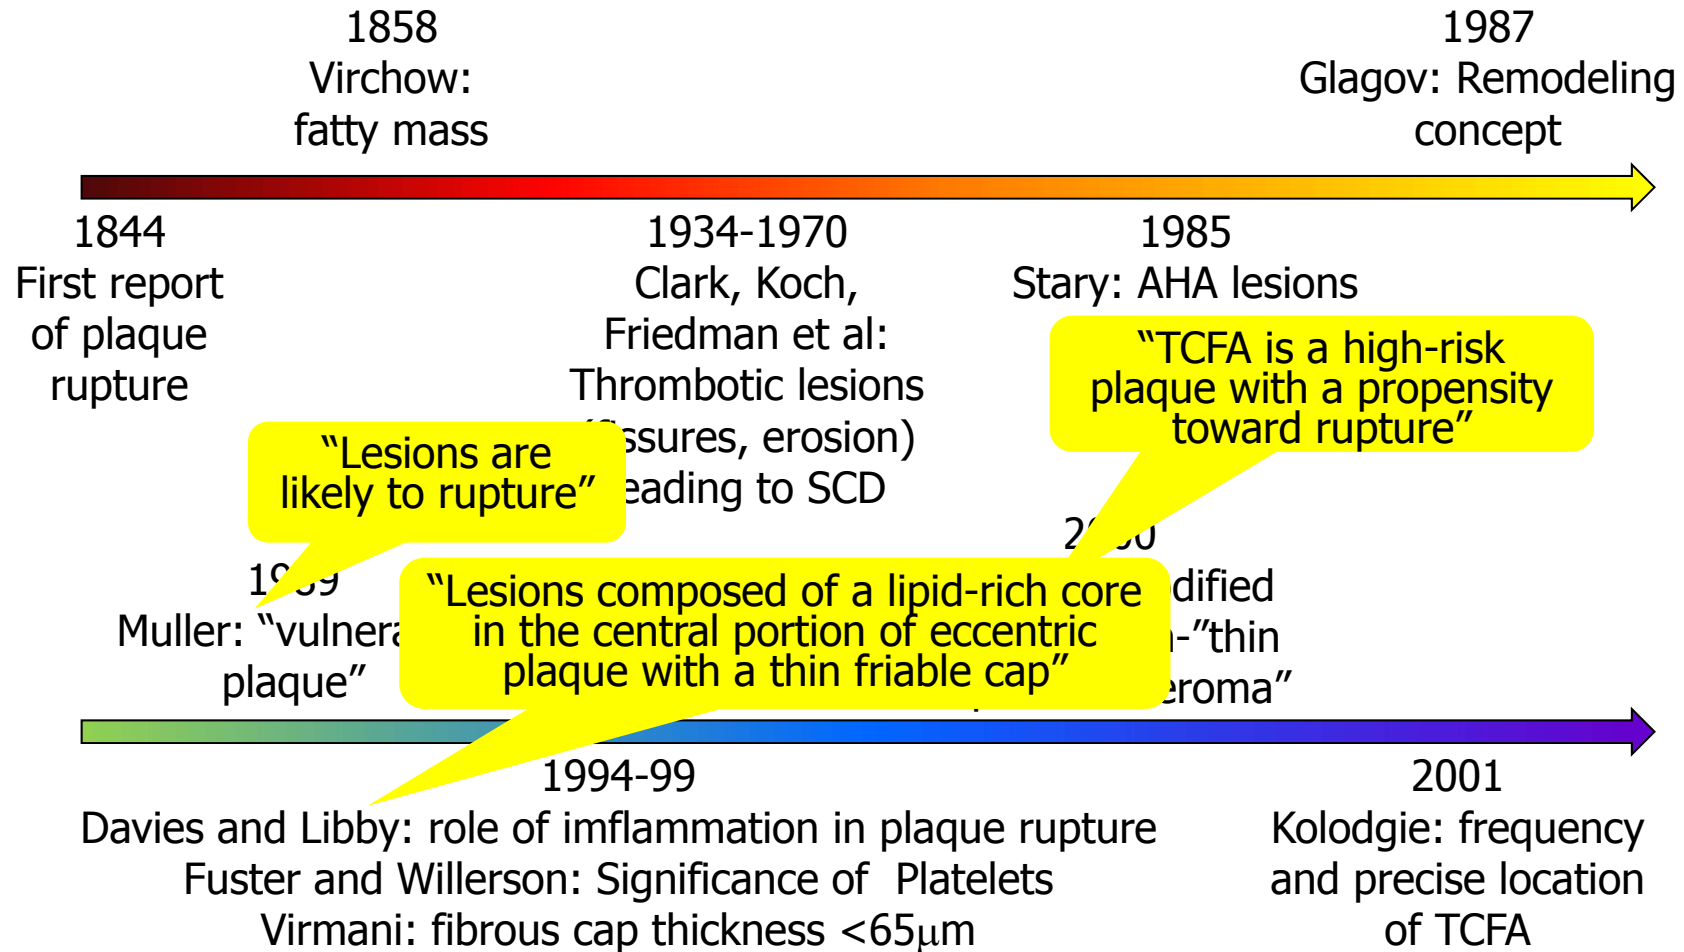 1858
Virchow:
fatty mass
1987
Glagov: Remodeling
concept
1844
First report
of plaque
rupture
1934-1970
Clark, Koch,
Friedman et al:
Thrombotic lesions
ssures, erosion)
eading to SCD
1985
Stary: AHA lesions
“TCFA is a high-risk
plaque with a propensity
toward rupture”
“Lesions are
likely to rupture”
Muller: “vulnera
plaque”
“Lesions composed of a lipid-rich core
in the central portion of eccentric
plaque with a thin friable cap”
dified
-”thin
eroma”
1994-99
Davies and Libby: role of imflammation in plaque rupture
Fuster and Willerson: Significance of Platelets
Virmani: fibrous cap thickness <65μm
2001
Kolodgie: frequency
and precise location
of TCFA